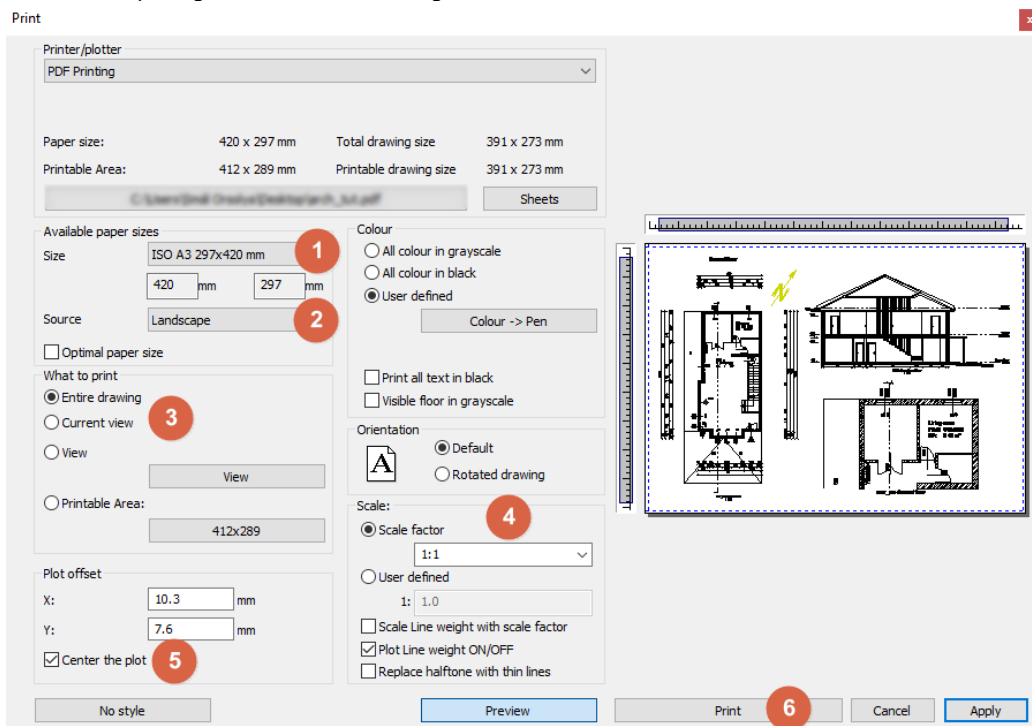 Print
x
Printer/plotter
PDF Printing
Paper size: 420 x 297 mm Total drawing size 391 x 273 mm
Printable Area: 412 x 289 mm Printable drawing size 391 x 273 mm
Sheets
Available paper sizes
Size ISO A3 297x420 mm 1
420 mm 297 mm
Source Landscape 2
Optimal paper size
What to print
Entire drawing
Current view 3
View
View
Printable Area:
412x289
Plot offset
X: 10.3 mm
Y: 7.6 mm
Center the plot 5
Colour
All colour in grayscale
All colour in black
User defined
Colour -> Pen
Print all text in black
Visible floor in grayscale
Orientation
A
Default
Rotated drawing
Scale: 4
Scale factor
1:1
User defined
1: 1.0
Scale Line weight with scale factor
Plot Line weight ON/OFF
Replace halftone with thin lines
N
No style Preview Print 6 Cancel Apply